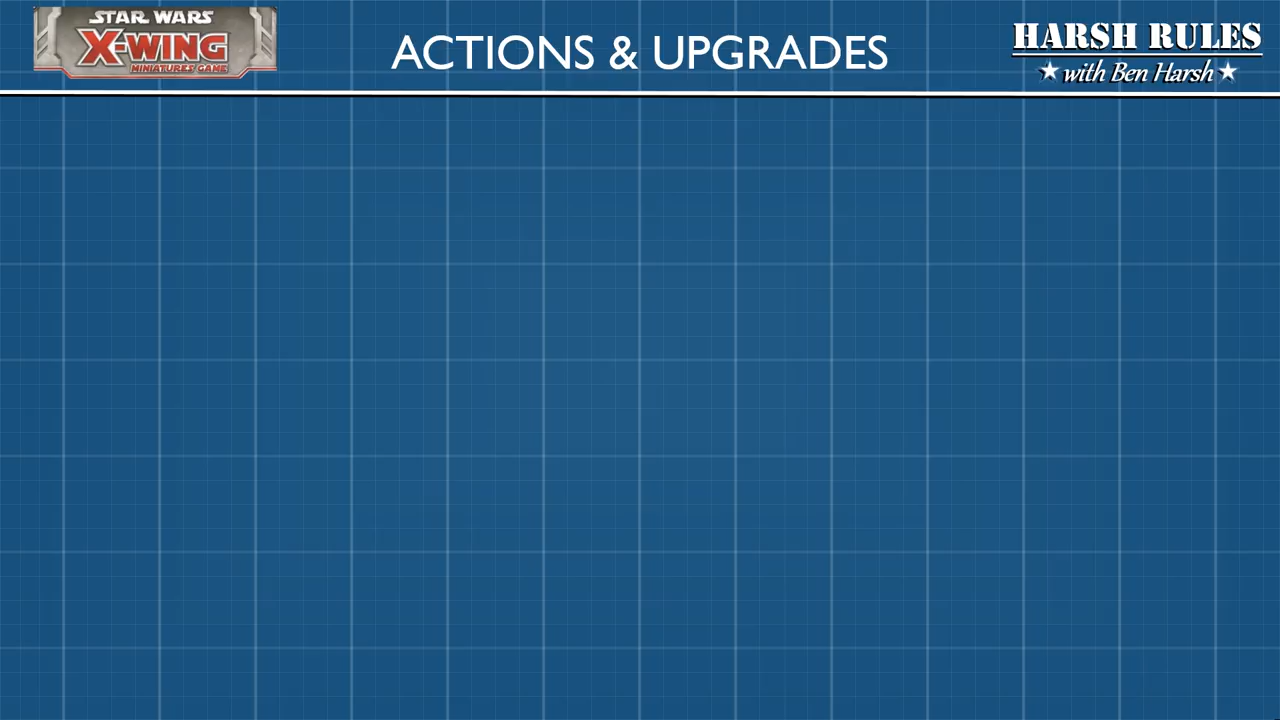 STAR WARS
X-WING
MINIATURES GAME
ACTIONS & UPGRADES
HARSH RULES
with Ben Harsh